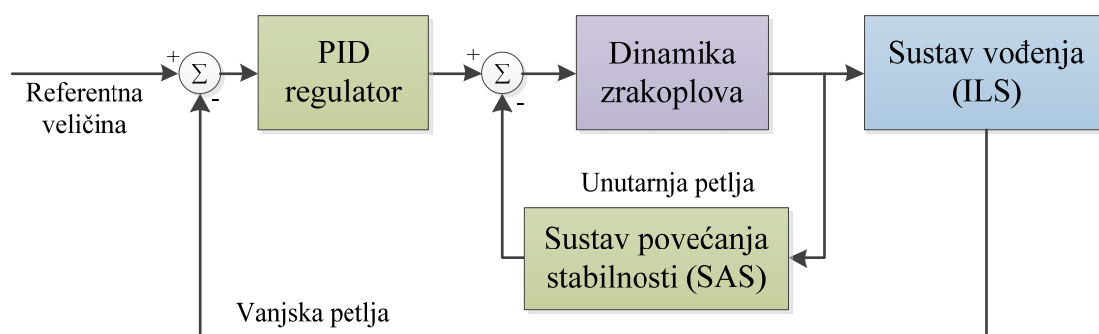 +
Σ
-
Referentna
veličina
PID
regulator
+
Σ
-
Dinamika
zrakoplova
Sustav vođenja
(ILS)
Unutarnja petlja
Sustav povećanja
stabilnosti (SAS)
Vanjska petlja